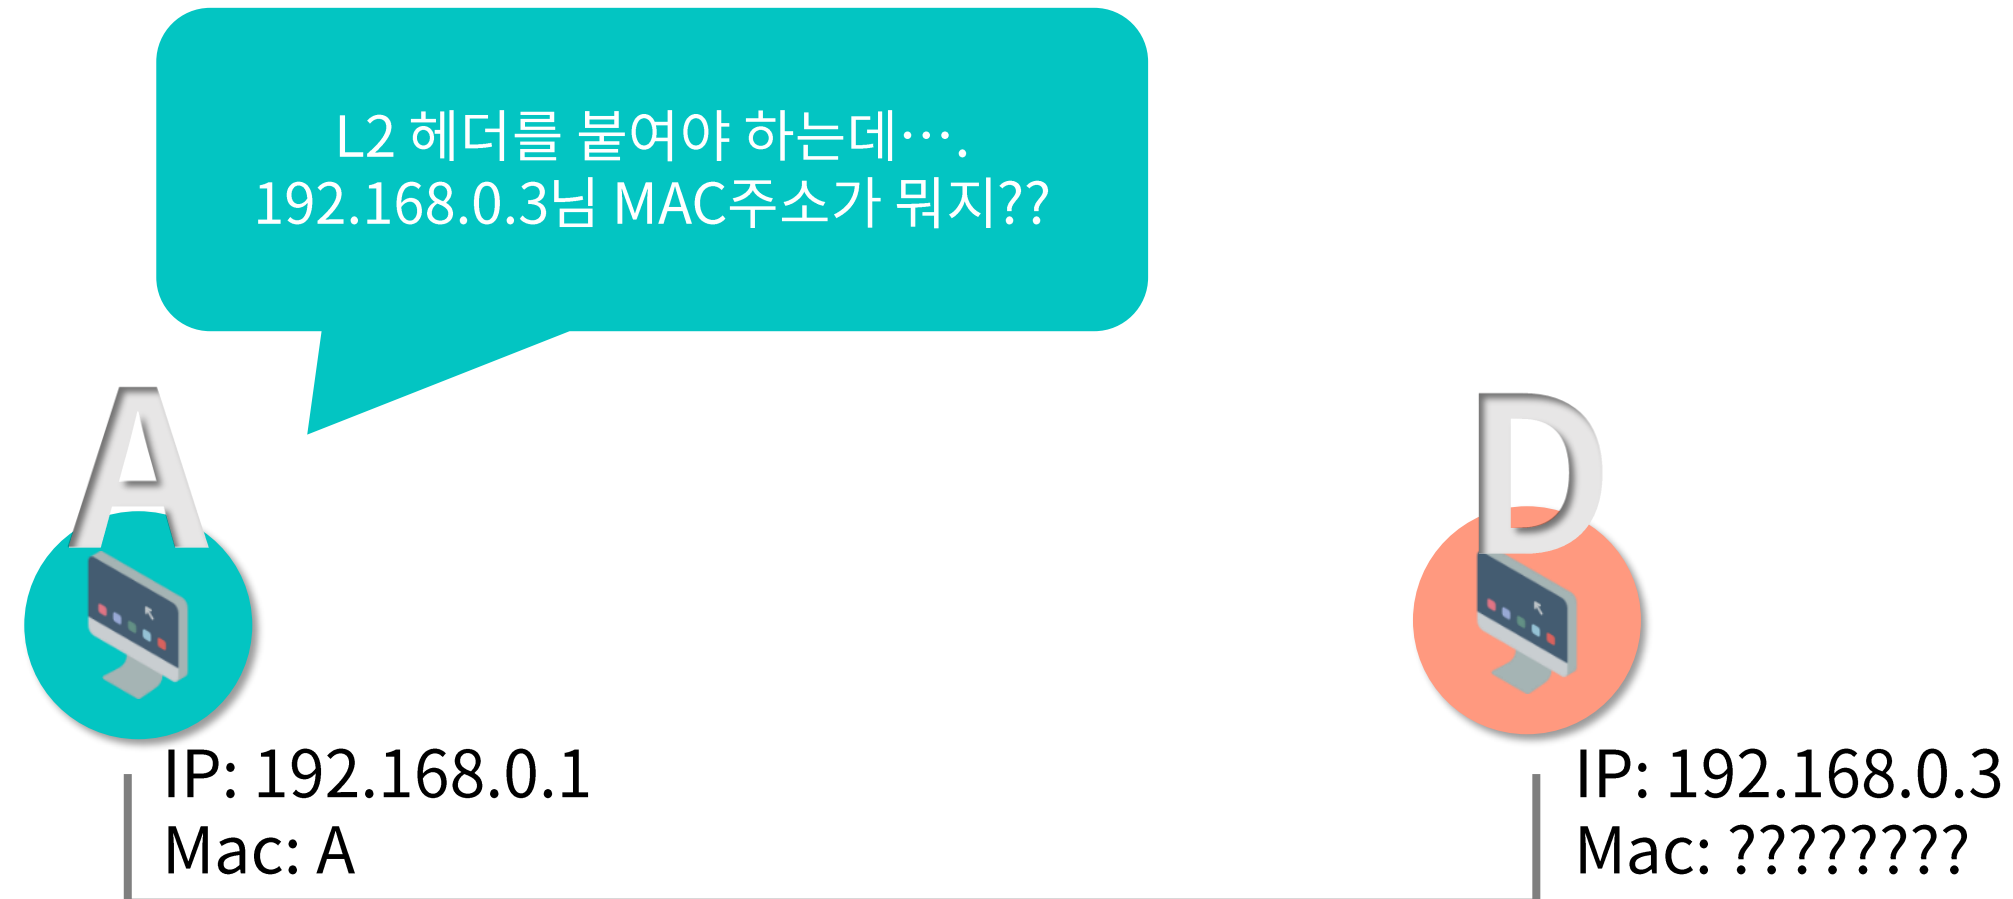 L2 헤더를 붙여야 하는데….
192.168.0.3님 MAC주소가 뭐지??
A
D
IP: 192.168.0.1
Mac: A
IP: 192.168.0.3
Mac: ????????